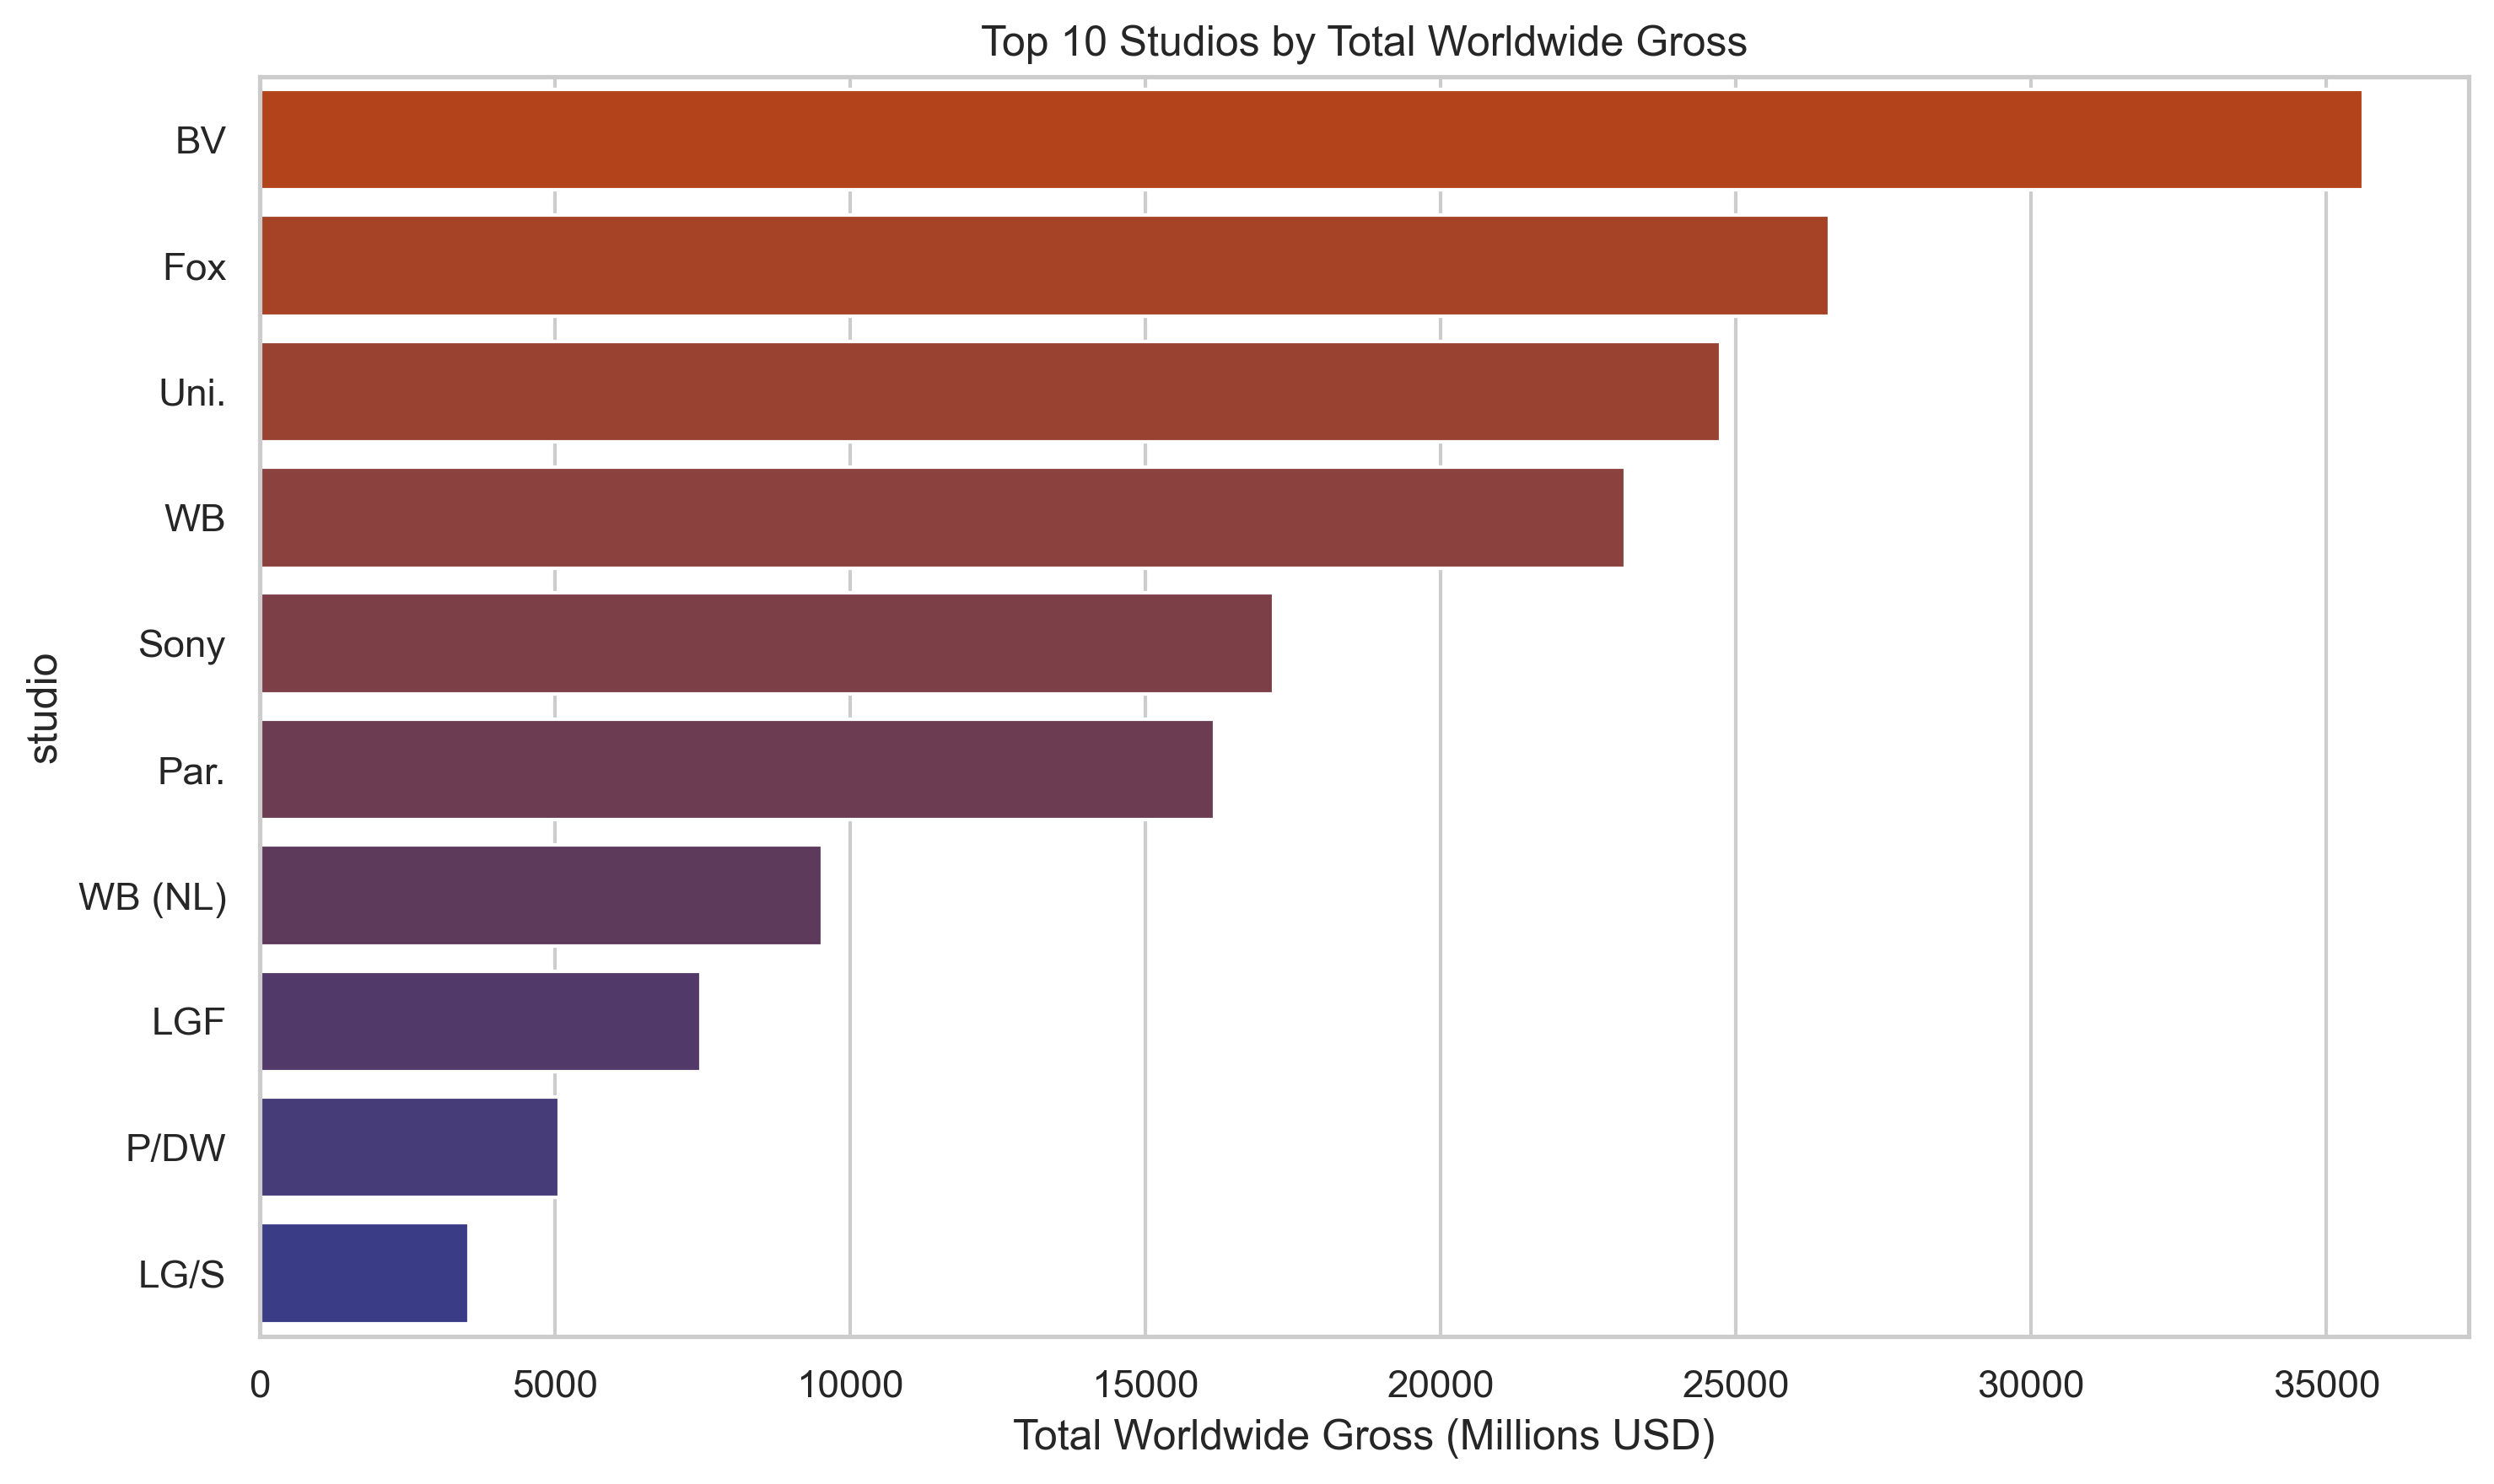 Top 10 Studios by Total Worldwide Gross
studio
BV
Fox
Uni.
WB
Sony
Par.
WB (NL)
LGF
P/DW
LG/S
0 5000 10000 15000 20000 25000 30000 35000
Total Worldwide Gross (Millions USD)